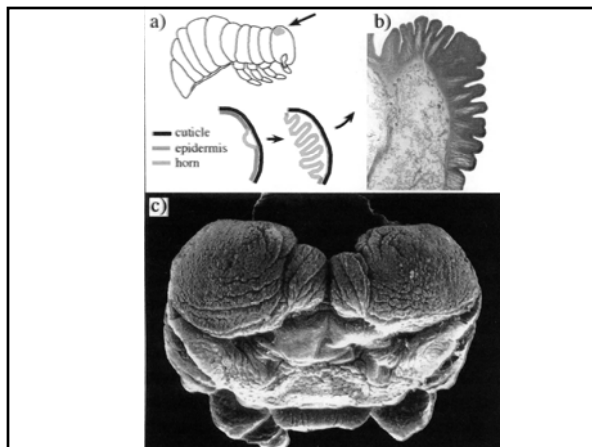 a)
b)
cuticle
epidermis
horn
c)